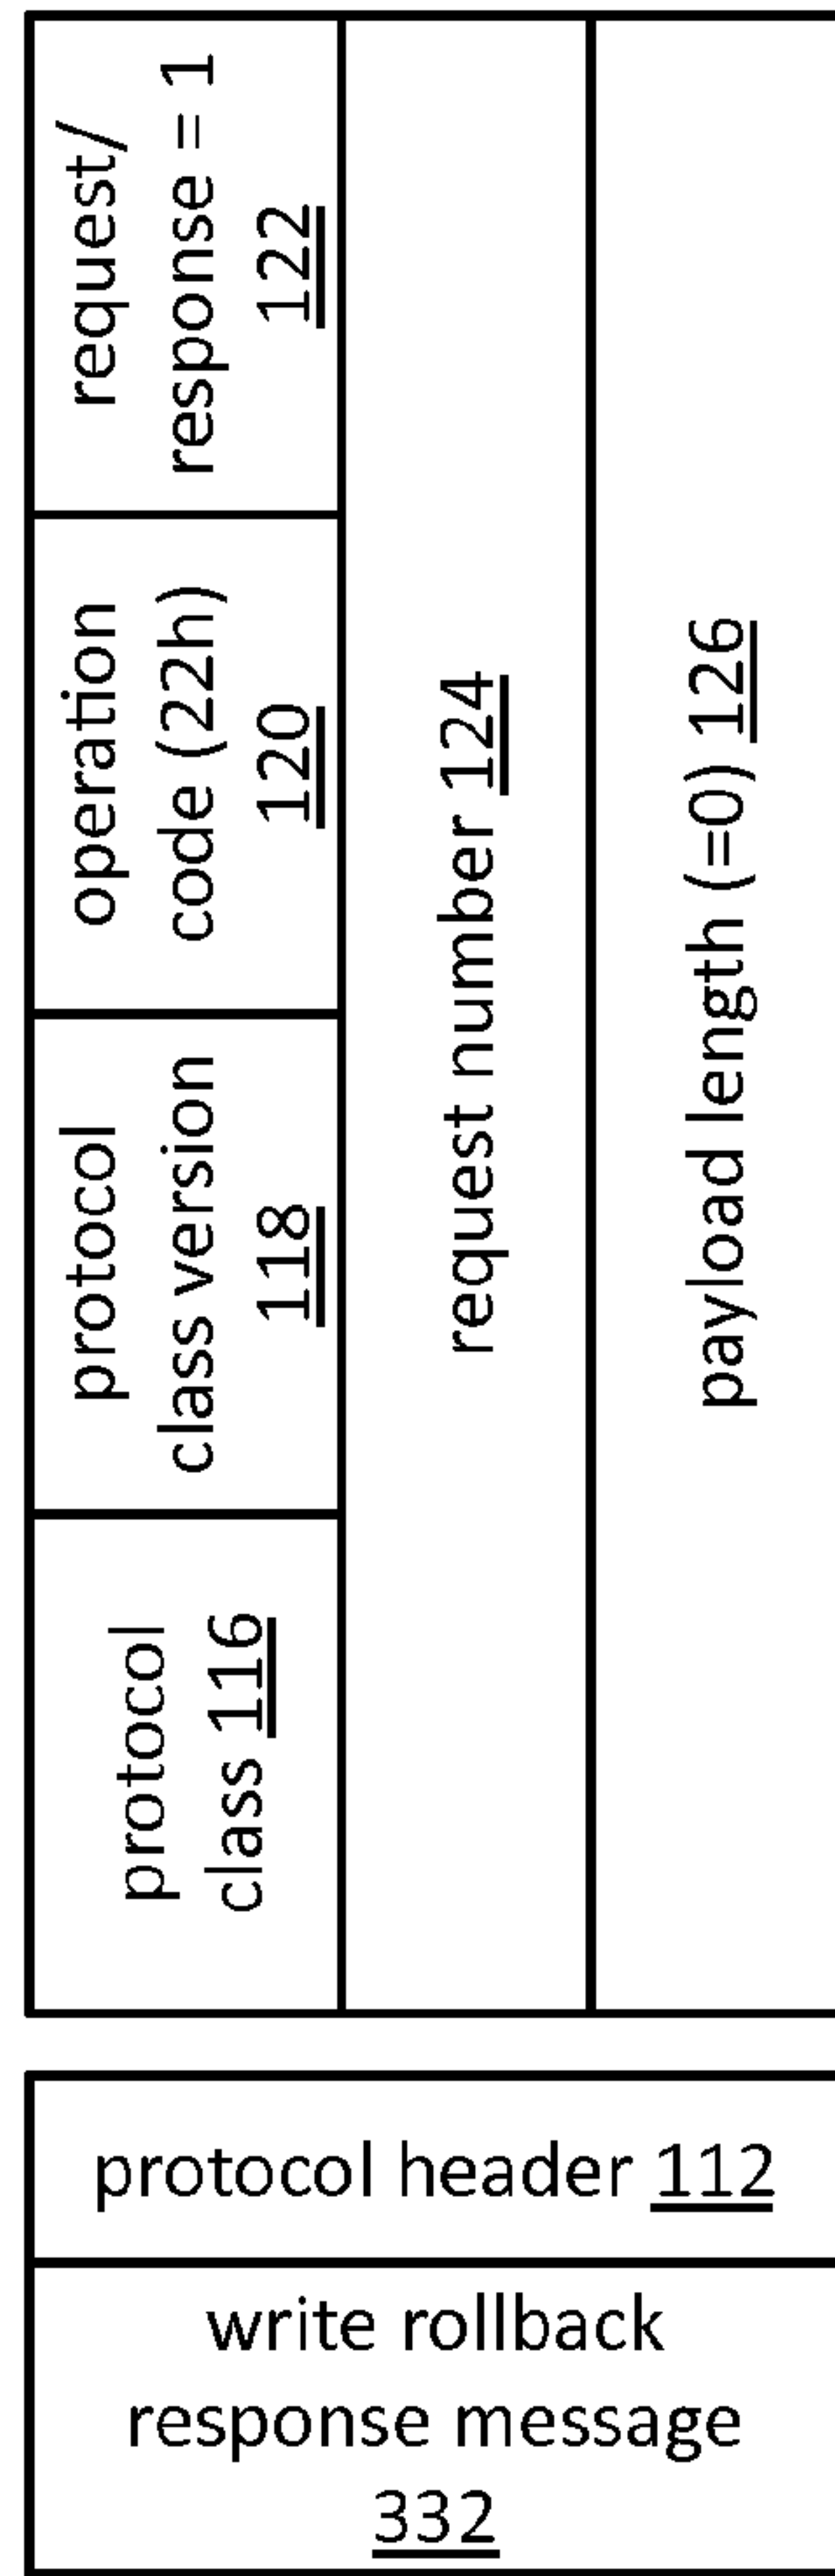 protocol
class 116
protocol
class version
118
operation
code (22h)
120
request/
response = 1
122
request number 124
payload length (=0) 126
protocol header 112
write rollback
response message
332